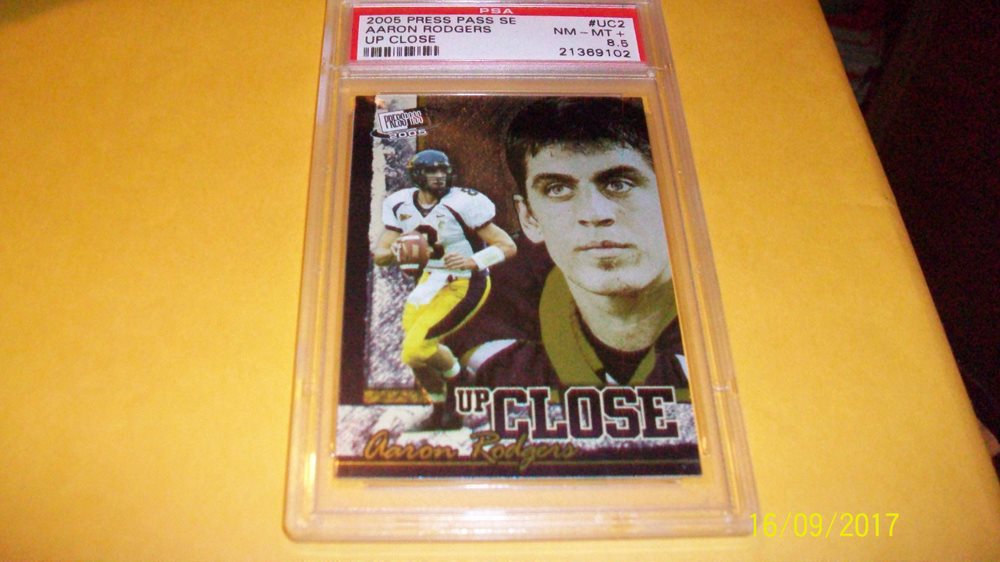 PSA
2005 PRESS PASS SE #UC2
AARON RODGERS NM - MT +
UP CLOSE 8.5
21369102
PRESS PASS
2005
8
UP CLOSE
Aaron Rodgers
16/09/2017